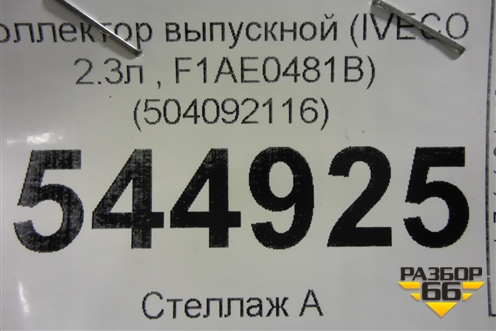 оллектор выпускной (IVECO
2.3л , F1AE0481B)
(504092116)
544925
Стеллаж А
РАЗБОР
66